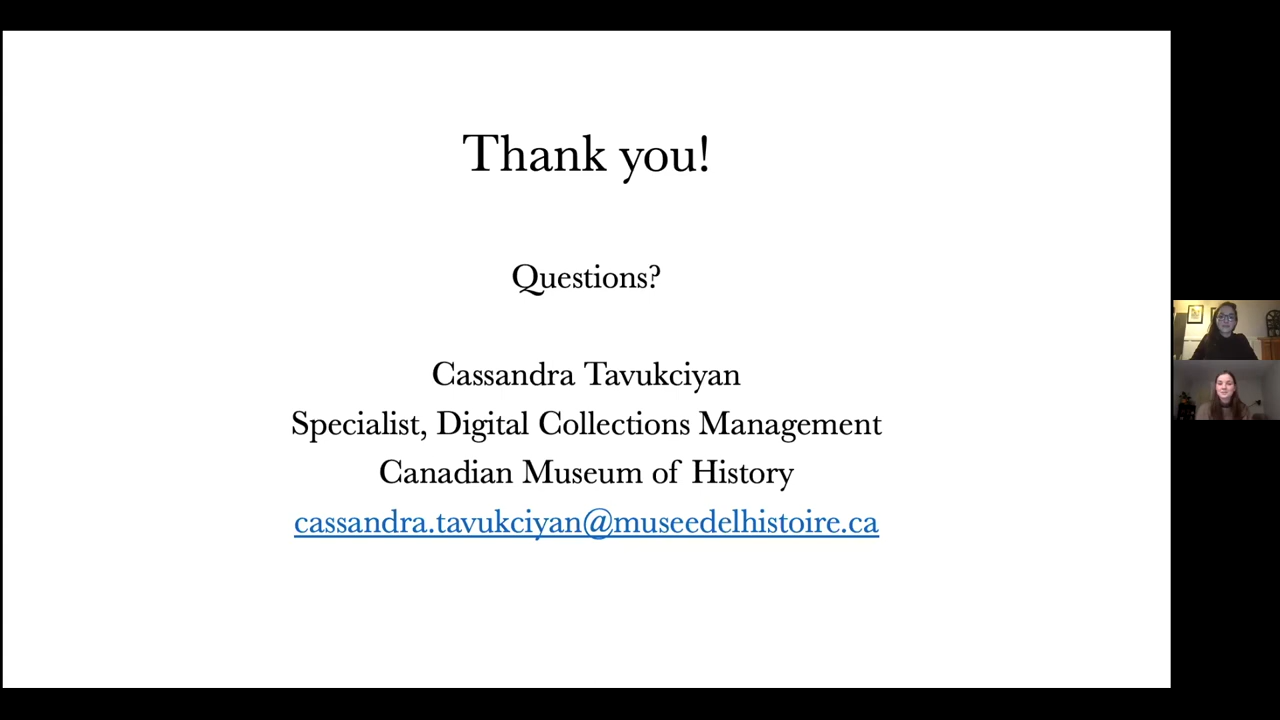 Thank you!
Questions?
Cassandra Tavukciyan
Specialist, Digital Collections Management
Canadian Museum of History
cassandra.tavukciyan@museedelhistoire.ca